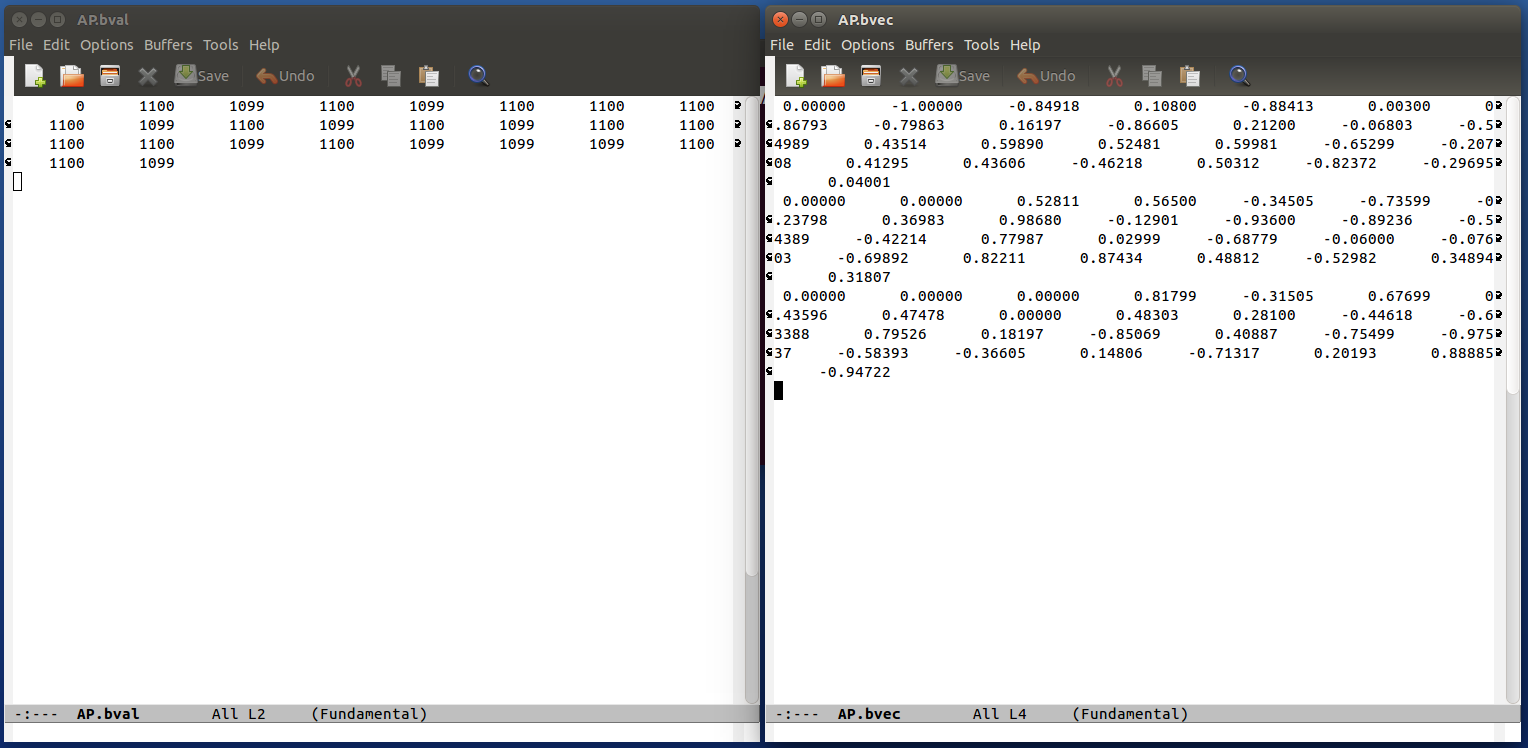 AP.bval
File Edit Options Buffers Tools Help
Save Undo
0 1100 1099 1100 1099 1100 1100 1100
1100 1099 1100 1099 1100 1099 1100 1100
1100 1100 1099 1100 1099 1099 1099 1100
1100 1099
-:--- AP.bval All L2 (Fundamental)
AP.bvec
File Edit Options Buffers Tools Help
Save Undo
0.00000 -1.00000 -0.84918 0.10800 -0.88413 0.00300 0
.86793 -0.79863 0.16197 -0.86605 0.21200 -0.06803 -0.5
4989 0.43514 0.59890 0.52481 0.59981 -0.65299 -0.207
08 0.41295 0.43606 -0.46218 0.50312 -0.82372 -0.29695
0.04001
0.00000 0.00000 0.52811 0.56500 -0.34505 -0.73599 -0
.23798 0.36983 0.98680 -0.12901 -0.93600 -0.89236 -0.5
4389 -0.42214 0.77987 0.02999 -0.68779 -0.06000 -0.076
03 -0.69892 0.82211 0.87434 0.48812 -0.52982 0.34894
0.31807
0.00000 0.00000 0.00000 0.81799 -0.31505 0.67699 0
.43596 0.47478 0.00000 0.48303 0.28100 -0.44618 -0.6
3388 0.79526 0.18197 -0.85069 0.40887 -0.75499 -0.975
37 -0.58393 -0.36605 0.14806 -0.71317 0.20193 0.88885
-0.94722
-:--- AP.bvec All L4 (Fundamental)